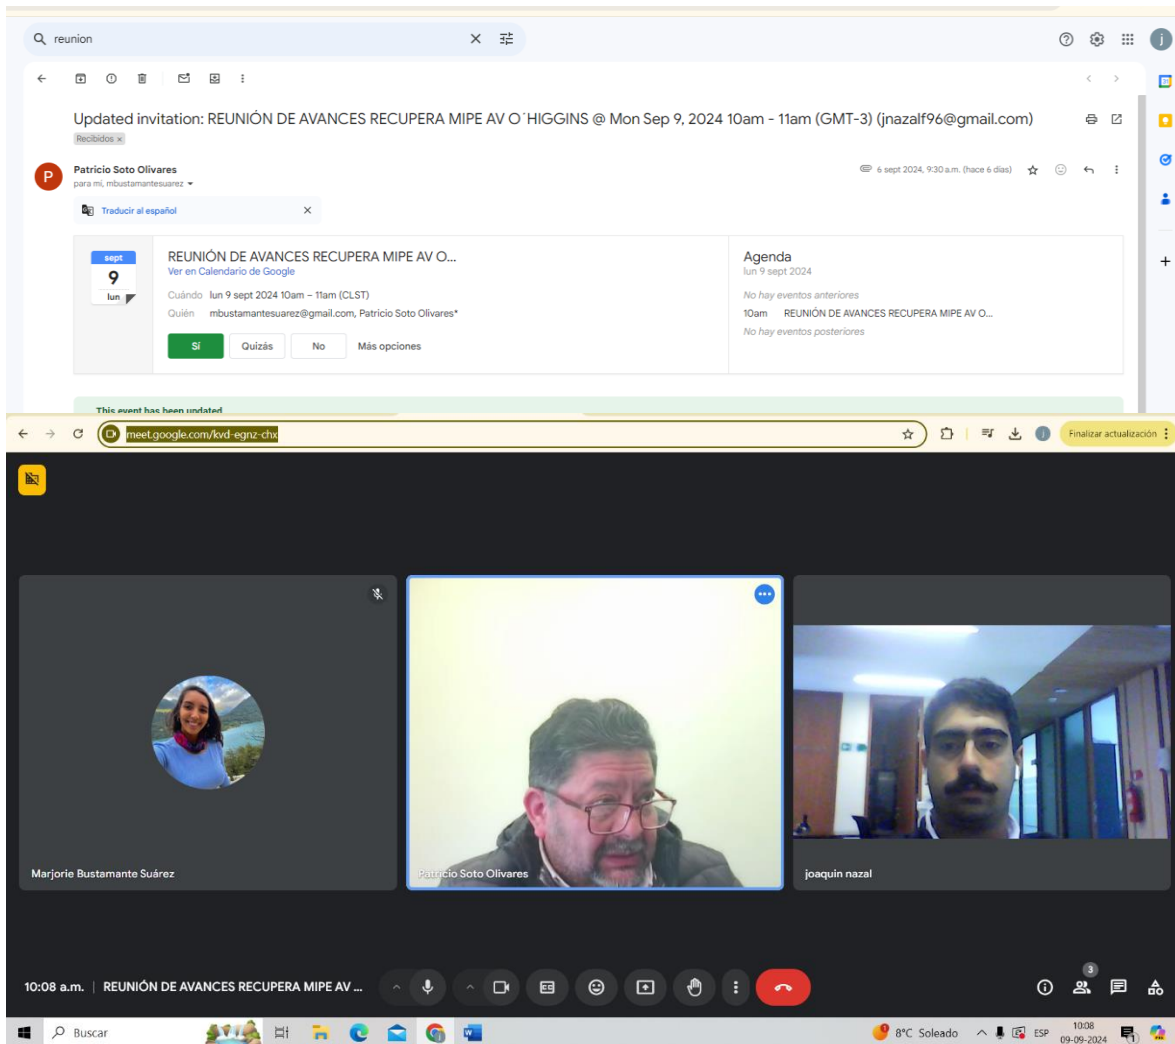 reunion
j
Updated invitation: REUNIÓN DE AVANCES RECUPERA MIPE AV O´HIGGINS @ Mon Sep 9, 2024 10am - 11am (GMT-3) (jnazalf96@gmail.com)
Recibidos ×
P
Patricio Soto Olivares
6 sept 2024, 9:30 a.m. (hace 6 días)
para mí, mbustamantesuarez
Traducir al español
sept
9
lun
REUNIÓN DE AVANCES RECUPERA MIPE AV O...
Ver en Calendario de Google
Cuándo lun 9 sept 2024 10am – 11am (CLST)
Quién mbustamantesuarez@gmail.com, Patricio Soto Olivares*
Sí Quizás No Más opciones
Agenda
lun 9 sept 2024
No hay eventos anteriores
10am REUNIÓN DE AVANCES RECUPERA MIPE AV O...
No hay eventos posteriores
This event has been updated
meet.google.com/kvd-egnz-chx
j
Finalizar actualización
Marjorie Bustamante Suárez
Patricio Soto Olivares
joaquin nazal
10:08 a.m. | REUNIÓN DE AVANCES RECUPERA MIPE AV ...
3
Buscar
8°C Soleado
ESP
10:08
09-09-2024